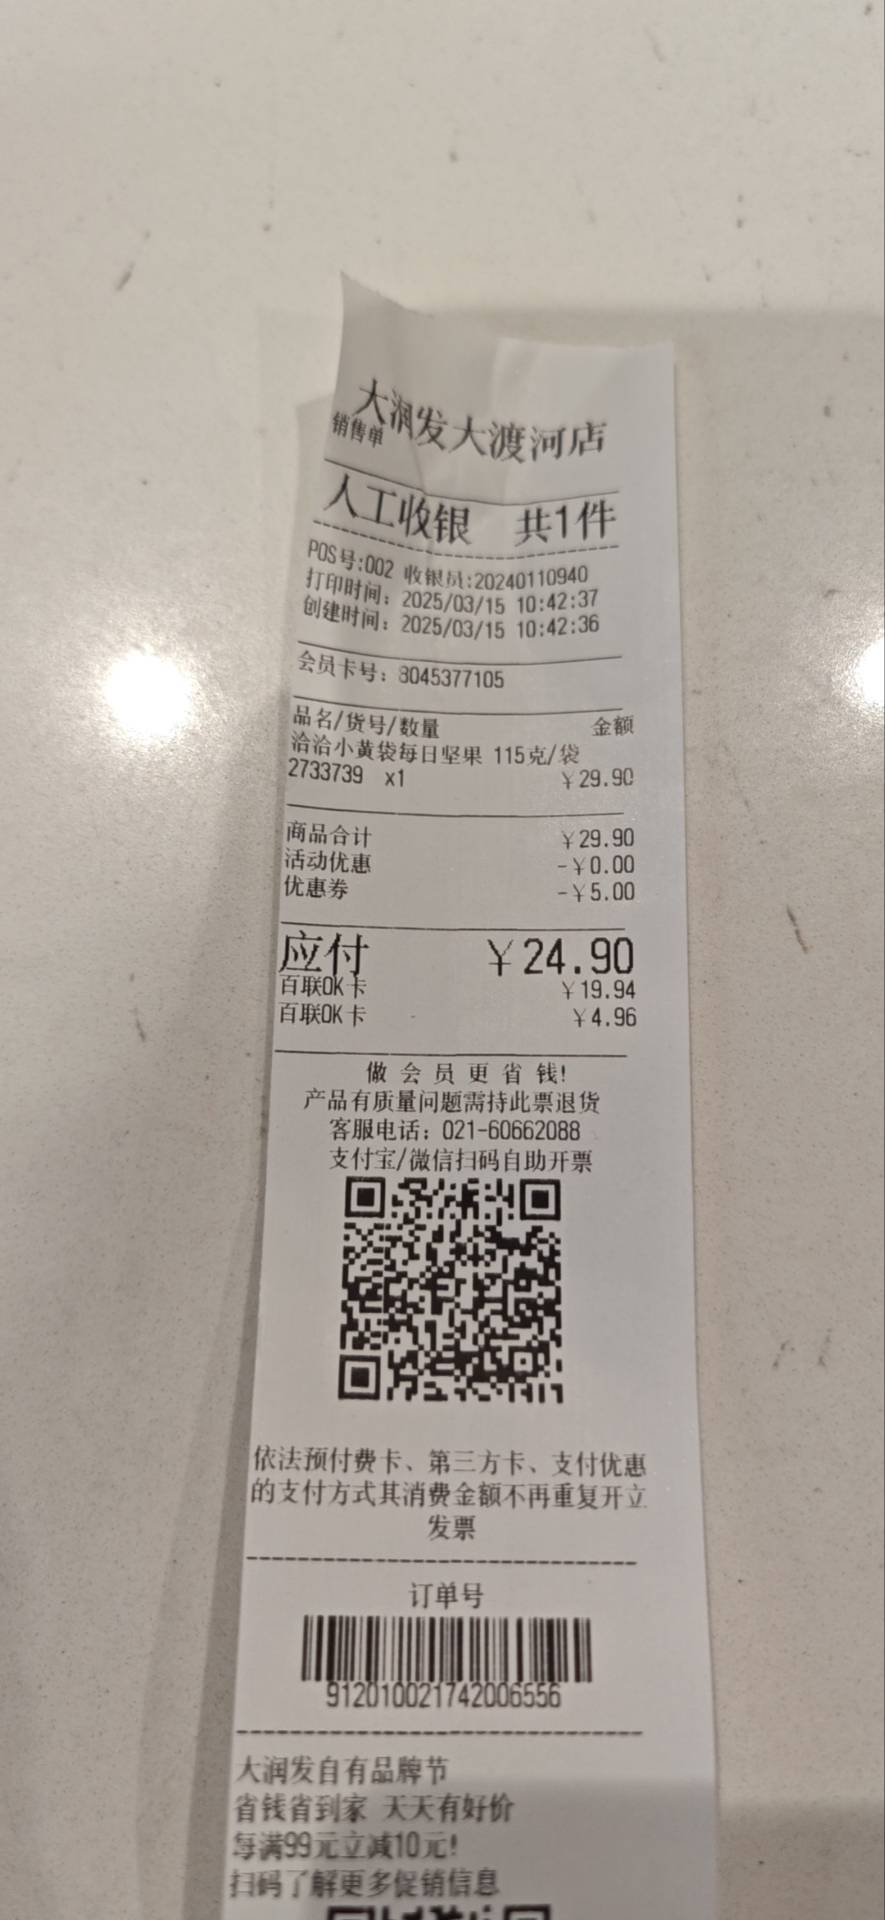 大润发大渡河店
销售单
人工收银 共1件
POS号:002 收银员:20240110940
打印时间: 2025/03/15 10:42:37
创建时间: 2025/03/15 10:42:36
会员卡号: 8045377105
品名/货号/数量 金额
洽洽小黄袋每日坚果 115克/袋
2733739 x1 ￥29.90
商品合计 ￥29.90
活动优惠 -￥0.00
优惠券 -￥5.00
应付 ￥24.90
百联OK卡 ￥19.94
百联OK卡 ￥4.96
做会员更省钱!
产品有质量问题需持此票退货
客服电话: 021-60662088
支付宝/微信扫码自助开票
依法预付费卡、第三方卡、支付优惠
的支付方式其消费金额不再重复开立
发票
订单号
912010021742006556
大润发自有品牌节
省钱省到家 天天有好价
每满99元立减10元!
扫码了解更多促销信息